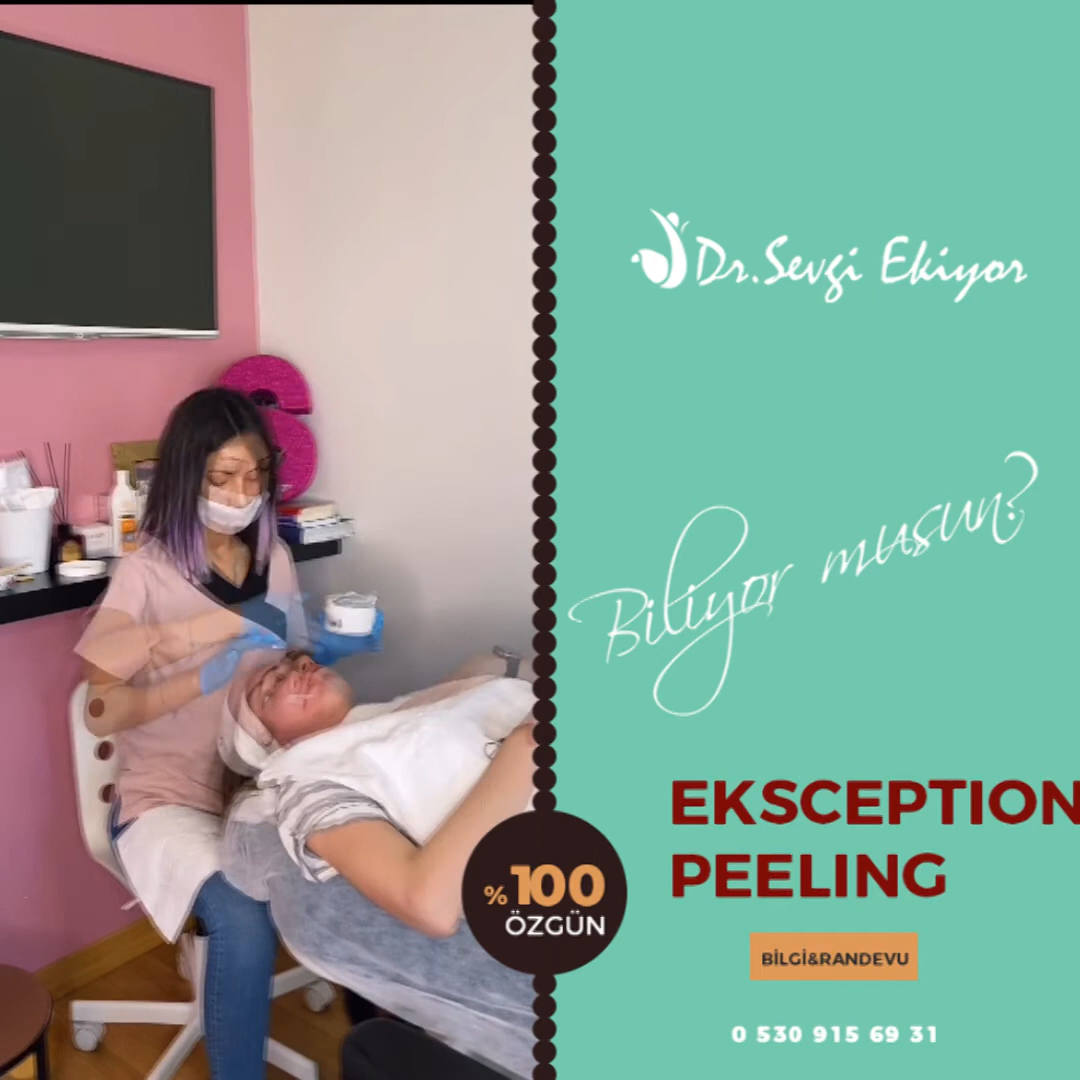 Dr.Sevgi Ekiyor
Biliyor musun?
EKSCEPTION
PEELING
%100
ÖZGÜN
BİLGİ&RANDEVU
0 530 915 69 31